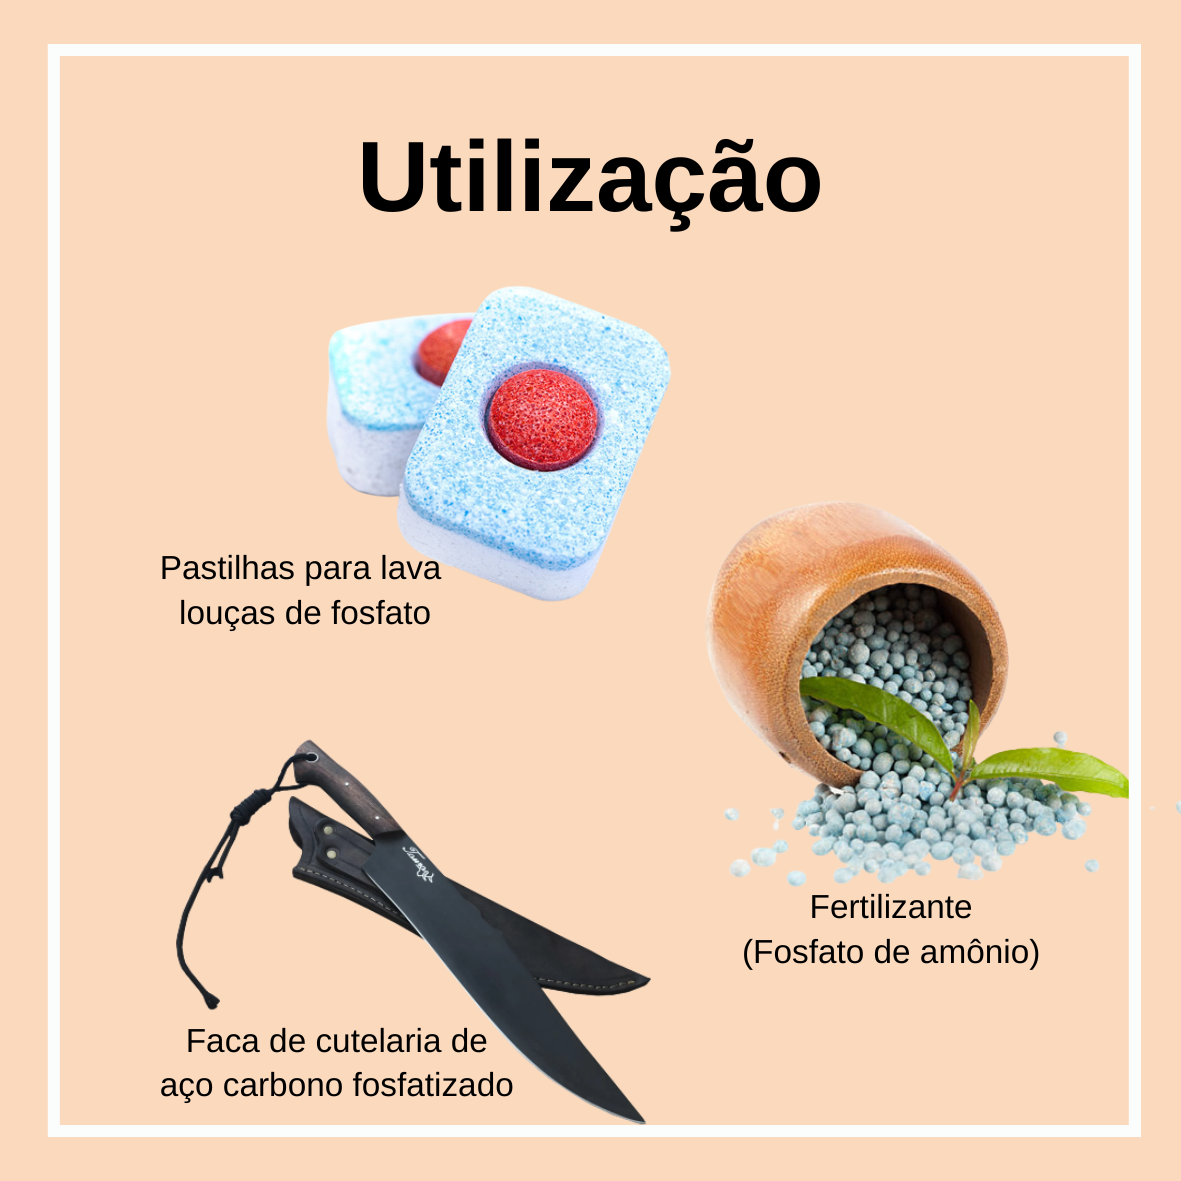 Utilização
Pastilhas para lava
louças de fosfato
Fertilizante
(Fosfato de amônio)
Faca de cutelaria de
aço carbono fosfatizado